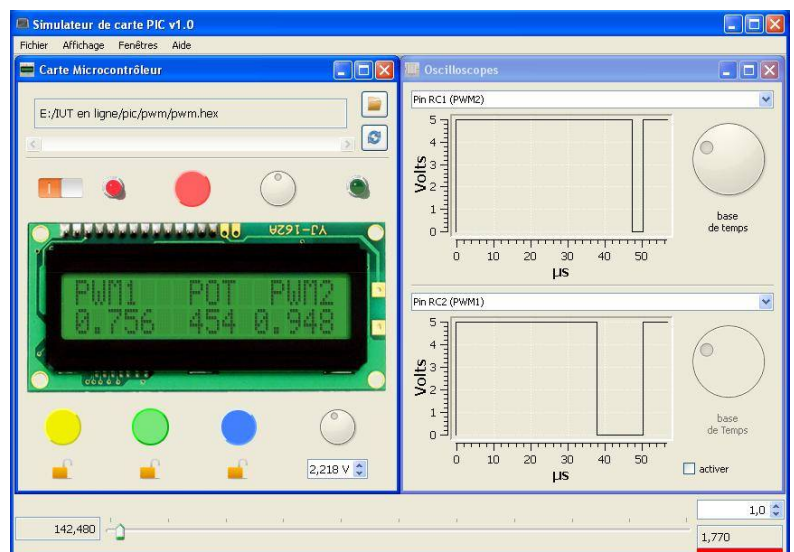 Simulateur de carte PIC v1.0
Fichier Affichage Fenêtres Aide
Carte Microcontrôleur
E:/IUT en ligne/pic/pwm/pwm.hex
I
YJ-162A
PWM1 POT PWM2
0.756 454 0.948
2,218 V
Oscilloscopes
Pin RC1 (PWM2)
Volts
5
4
3
2
1
0
0 10 20 30 40 50
µs
base
de temps
Pin RC2 (PWM1)
Volts
5
4
3
2
1
0
0 10 20 30 40 50
µs
base
de Temps
activer
142,480
1,0
1,770